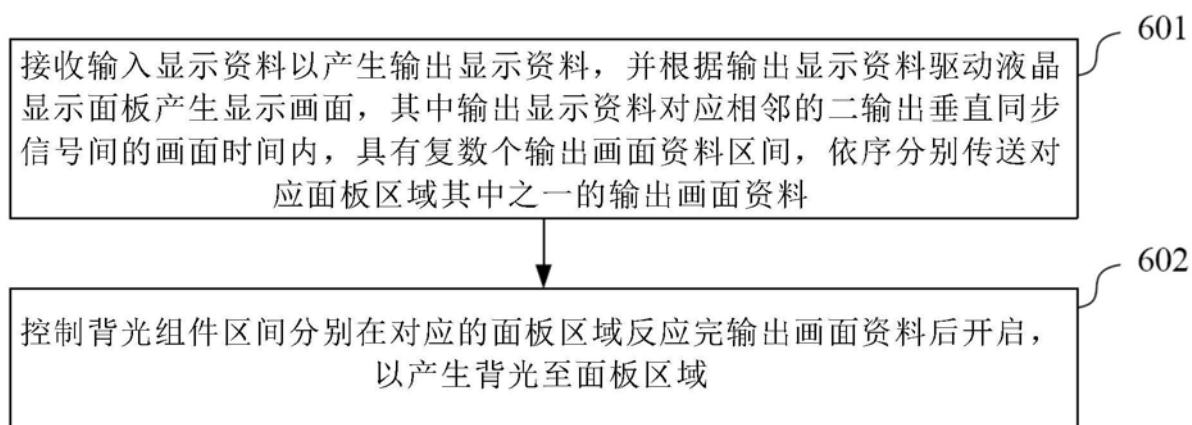 601
接收输入显示资料以产生输出显示资料，并根据输出显示资料驱动液晶
显示面板产生显示画面，其中输出显示资料对应相邻的二输出垂直同步
信号间的画面时间内，具有复数个输出画面资料区间，依序分别传送对
应面板区域其中之一的输出画面资料
602
控制背光组件区间分别在对应的面板区域反应完输出画面资料后开启，
以产生背光至面板区域